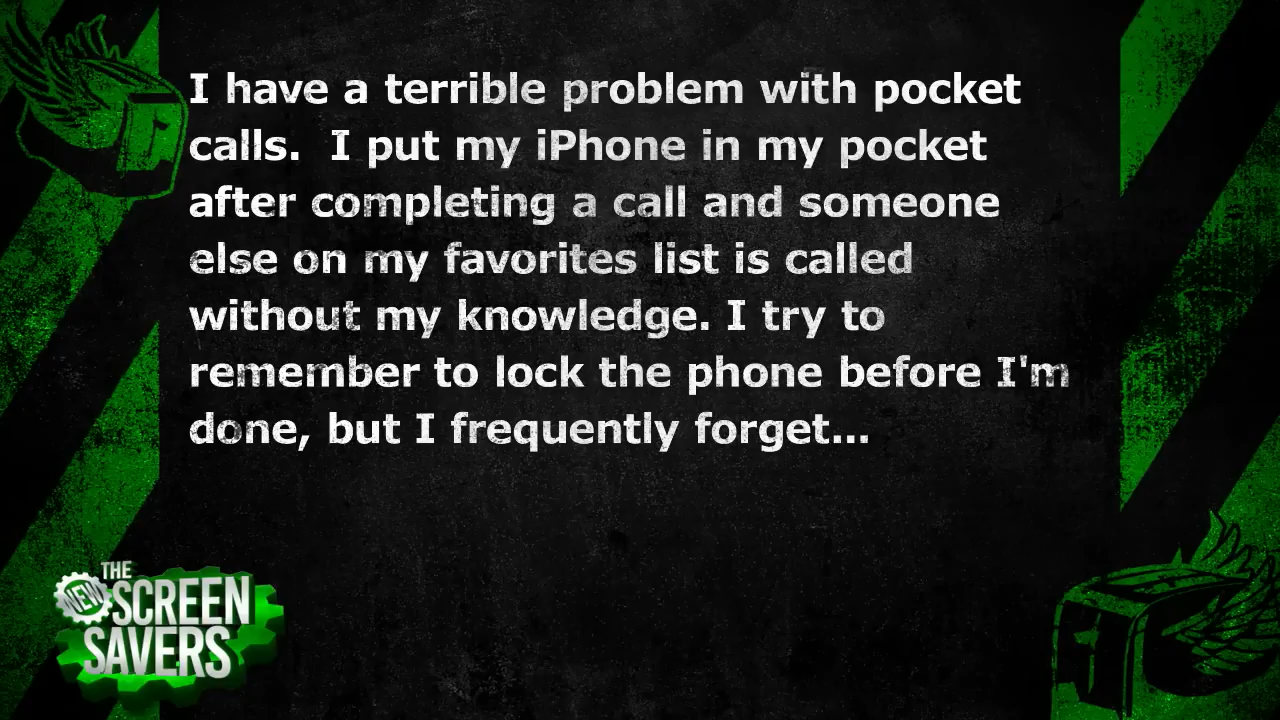 I have a terrible problem with pocket
calls.  I put my iPhone in my pocket
after completing a call and someone
else on my favorites list is called
without my knowledge. I try to
remember to lock the phone before I'm
done, but I frequently forget...
THE
NEW
SCREEN
SAVERS